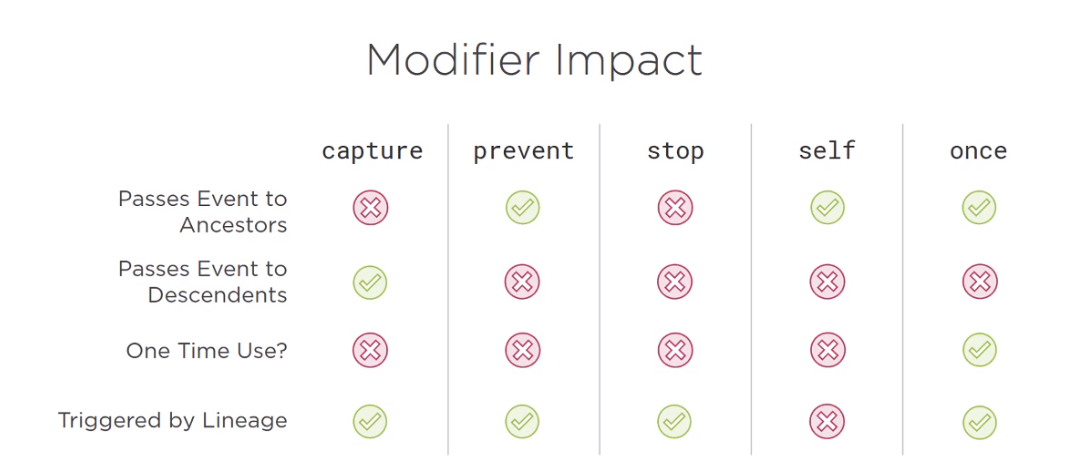 Modifier Impact
capture prevent stop self once
Passes Event to
Ancestors
Passes Event to
Descendents
One Time Use?
Triggered by Lineage